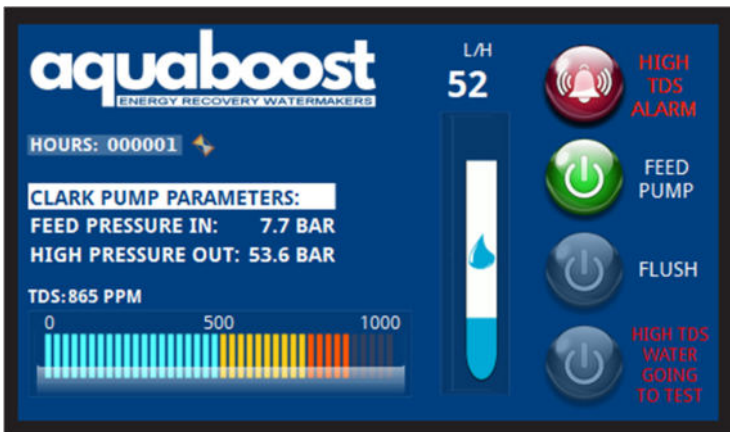 aquaboost
ENERGY RECOVERY WATERMAKERS
HOURS: 000001
CLARK PUMP PARAMETERS:
FEED PRESSURE IN: 7.7 BAR
HIGH PRESSURE OUT: 53.6 BAR
TDS:865 PPM
0 500 1000
L/H
52
HIGH
TDS
ALARM
FEED
PUMP
FLUSH
HIGH TDS
WATER
GOING
TO TEST